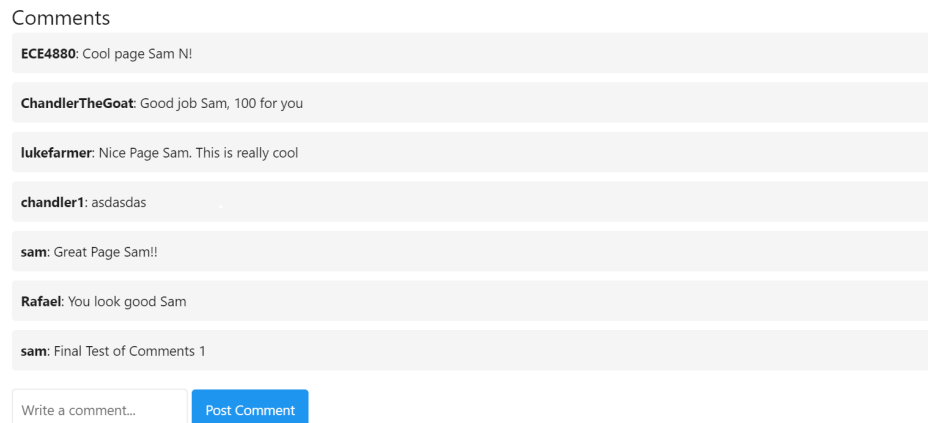 Comments
ECE4880: Cool page Sam N!
ChandlerTheGoat: Good job Sam, 100 for you
lukefarmer: Nice Page Sam. This is really cool
chandler1: asdasdas
sam: Great Page Sam!!
Rafael: You look good Sam
sam: Final Test of Comments 1
Write a comment... Post Comment